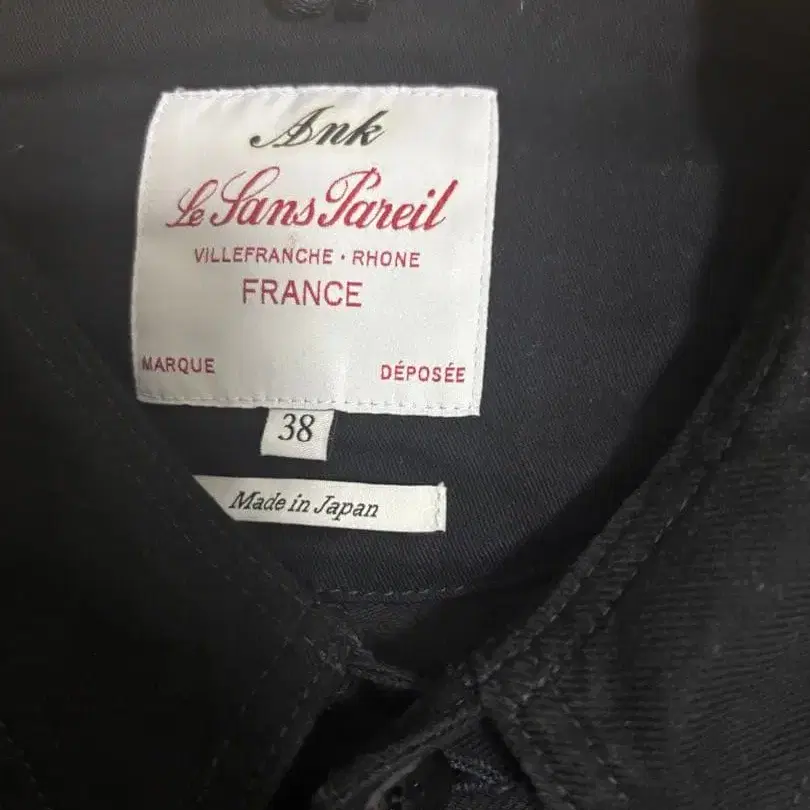 Ank
Le Sans Pareil
VILLEFRANCHE · RHONE
FRANCE
MARQUE DÉPOSÉE
38
Made in Japan